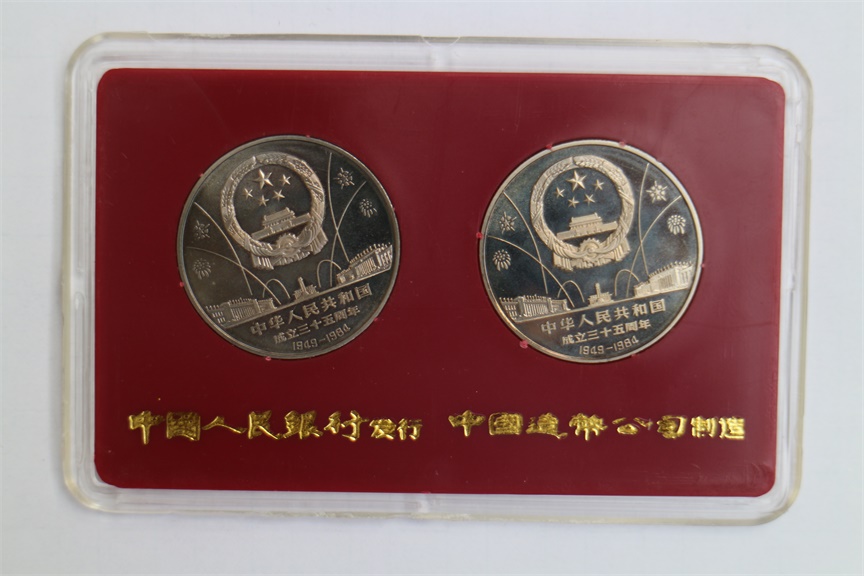 中华人民共和国
成立三十五周年
1949-1984
中华人民共和国
成立三十五周年
1949-1984
中國人民銀行发行
中國造幣公司制造